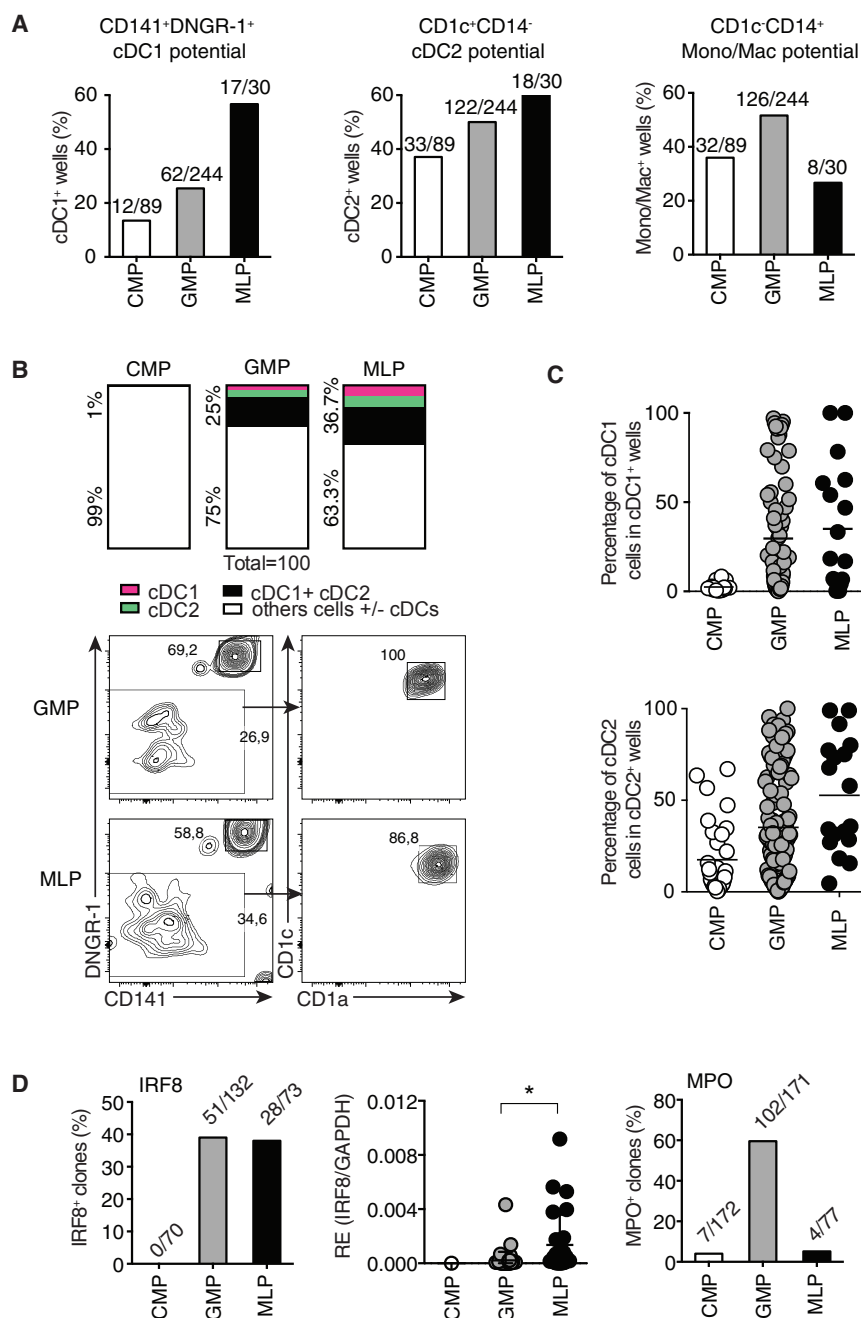 A
CD141+DNGR-1+
cDC1 potential
CD1c+CD14-
cDC2 potential
CD1c-CD14+
Mono/Mac potential
cDC1+ wells (%)
60
40
20
0
12/89
62/244
17/30
CMP
GMP
MLP
cDC2+ wells (%)
60
40
20
0
33/89
122/244
18/30
CMP
GMP
MLP
Mono/Mac+ wells (%)
60
40
20
0
32/89
126/244
8/30
CMP
GMP
MLP
B
CMP
GMP
MLP
1%
99%
25%
75%
36.7%
63.3%
Total=100
cDC1
cDC2
cDC1+ cDC2
others cells +/- cDCs
GMP
69,2
26,9
100
MLP
58,8
34,6
86,8
DNGR-1
CD141
CD1c
CD1a
C
Percentage of cDC1
cells in cDC1+ wells
100
50
0
CMP
GMP
MLP
Percentage of cDC2
cells in cDC2+ wells
100
50
0
CMP
GMP
MLP
D
IRF8
IRF8+ clones (%)
50
40
30
20
10
0
0/70
51/132
28/73
CMP
GMP
MLP
RE (IRF8/GAPDH)
0.012
0.008
0.004
0.000
*
CMP
GMP
MLP
MPO
MPO+ clones (%)
80
60
40
20
0
7/172
102/171
4/77
CMP
GMP
MLP